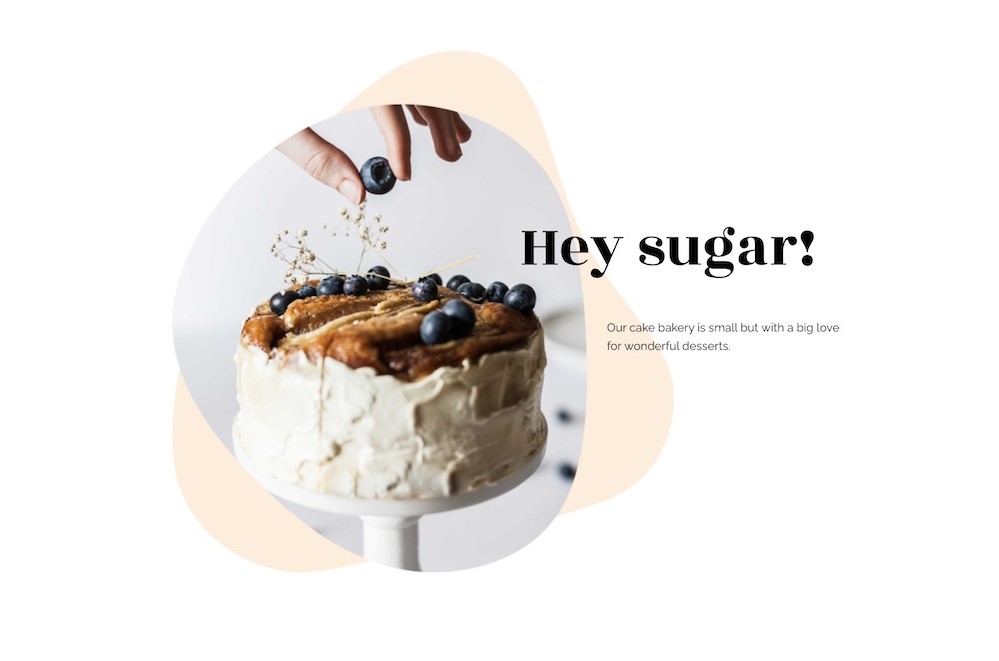 Hey sugar!
Our cake bakery is small but with a big love
for wonderful desserts.